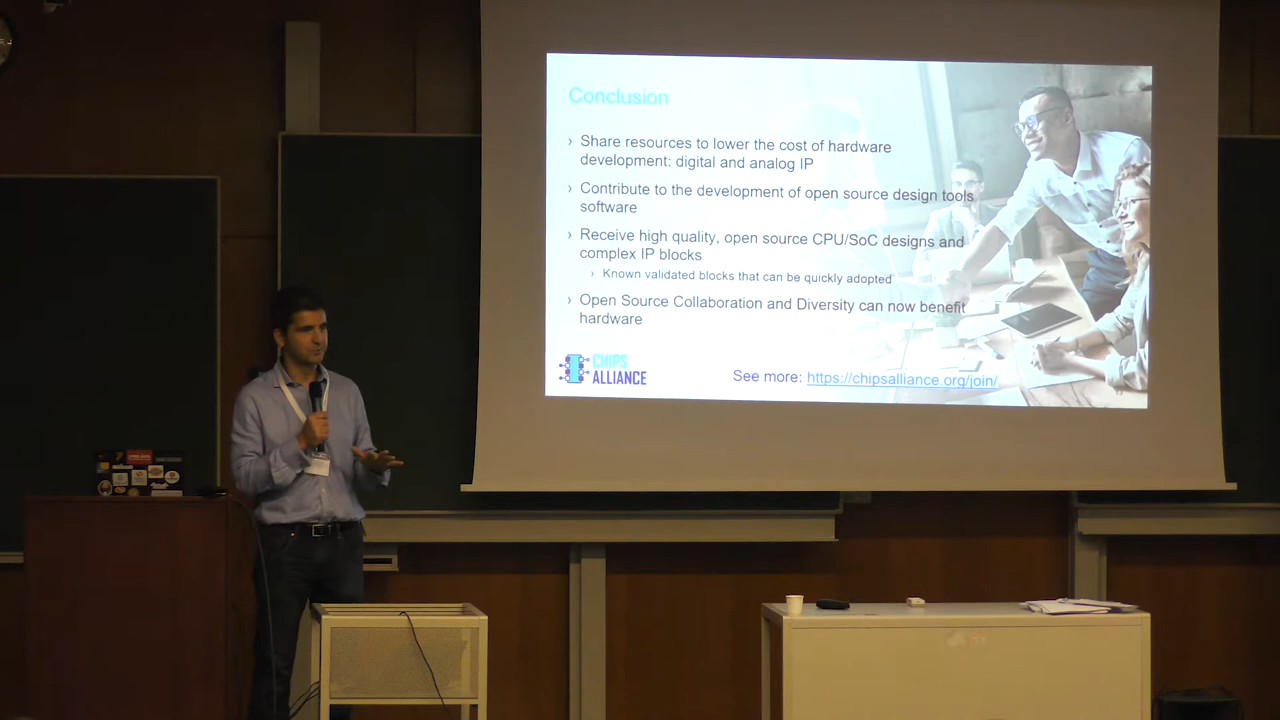 Conclusion
› Share resources to lower the cost of hardware
development: digital and analog IP
› Contribute to the development of open source design tools
software
› Receive high quality, open source CPU/SoC designs and
complex IP blocks
› Known validated blocks that can be quickly adopted
› Open Source Collaboration and Diversity can now benefit
hardware
CHIPS
ALLIANCE
See more: https://chipsalliance.org/join/